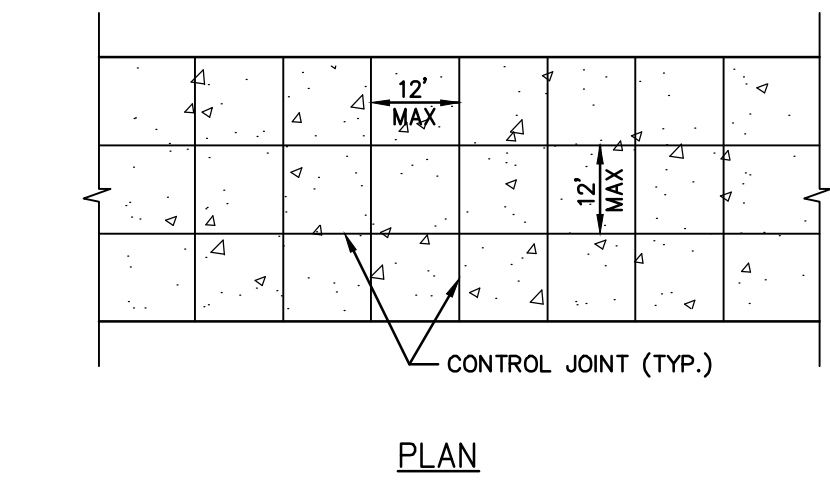 12'
MAX
12'
MAX
CONTROL JOINT (TYP.)
PLAN